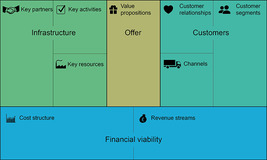 Key partners
Key activities
Value
propositions
Customer
relationships
Customer
segments
Infrastructure
Offer
Customers
Key resources
Channels
Cost structure
Revenue streams
Financial viability